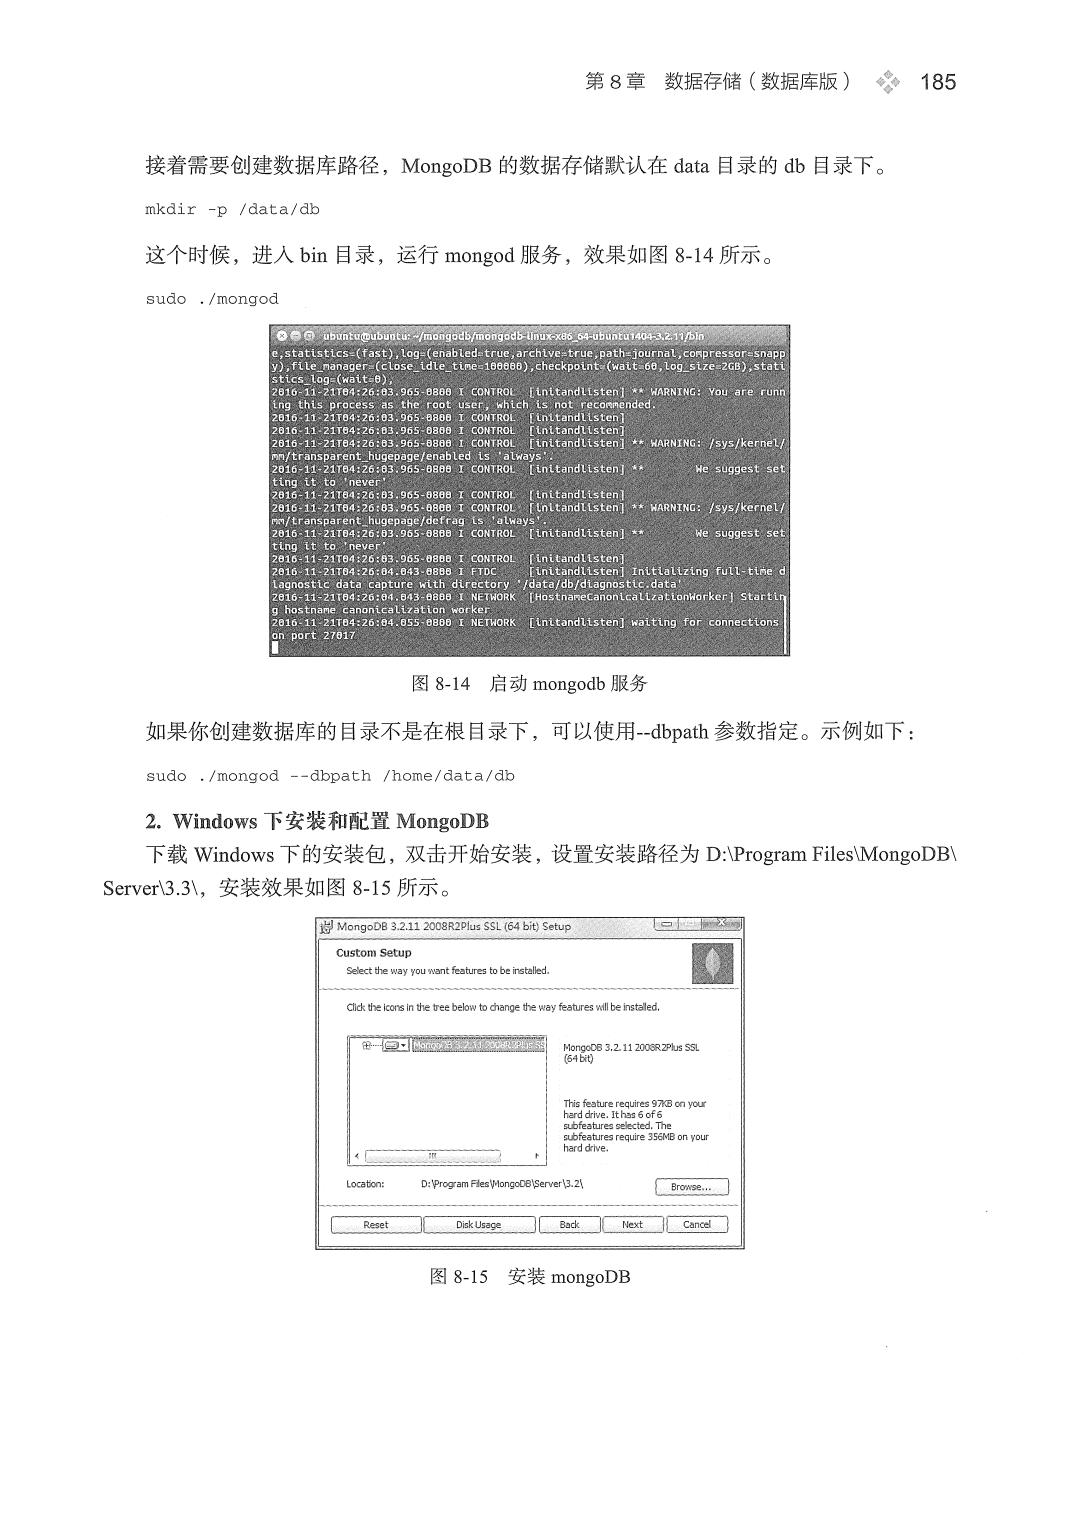 第 8 章 数据存储（数据库版） 185
接着需要创建数据库路径，MongoDB 的数据存储默认在 data 目录的 db 目录下。
mkdir -p /data/db
这个时候，进入 bin 目录，运行 mongod 服务，效果如图 8-14 所示。
sudo ./mongod
ubuntu@ubuntu: ~/mongodb/mongodb-linux-x86_64-ubuntu1404-3.2.11/bin
e,statistics=(fast),log=(enabled=true,archive=true,path=journal,compressor=snapp
y),file_manager=(close_idle_time=100000),checkpoint=(wait=60,log_size=2GB),stati
stics_log=(wait=0),
2016-11-21T04:26:03.965-0800 I CONTROL [initandlisten] ** WARNING: You are runn
ing this process as the root user, which is not recommended.
2016-11-21T04:26:03.965-0800 I CONTROL [initandlisten]
2016-11-21T04:26:03.965-0800 I CONTROL [initandlisten]
2016-11-21T04:26:03.965-0800 I CONTROL [initandlisten] ** WARNING: /sys/kernel/
mm/transparent_hugepage/enabled is 'always'.
2016-11-21T04:26:03.965-0800 I CONTROL [initandlisten] ** We suggest set
ting it to 'never'
2016-11-21T04:26:03.965-0800 I CONTROL [initandlisten]
2016-11-21T04:26:03.965-0800 I CONTROL [initandlisten] ** WARNING: /sys/kernel/
mm/transparent_hugepage/defrag is 'always'.
2016-11-21T04:26:03.965-0800 I CONTROL [initandlisten] ** We suggest set
ting it to 'never'
2016-11-21T04:26:03.965-0800 I CONTROL [initandlisten]
2016-11-21T04:26:04.043-0800 I FTDC [initandlisten] Initializing full-time d
iagnostic data capture with directory '/data/db/diagnostic.data'
2016-11-21T04:26:04.043-0800 I NETWORK [HostnameCanonicalizationWorker] Startin
g hostname canonicalization worker
2016-11-21T04:26:04.055-0800 I NETWORK [initandlisten] waiting for connections
on port 27017
图 8-14 启动 mongodb 服务
如果你创建数据库的目录不是在根目录下，可以使用--dbpath 参数指定。示例如下：
sudo ./mongod --dbpath /home/data/db
2. Windows 下安装和配置 MongoDB
下载 Windows 下的安装包，双击开始安装，设置安装路径为 D:\Program Files\MongoDB\
Server\3.3\，安装效果如图 8-15 所示。
MongoDB 3.2.11 2008R2Plus SSL (64 bit) Setup
Custom Setup
Select the way you want features to be installed.
Click the icons in the tree below to change the way features will be installed.
MongoDB 3.2.11 2008R2Plus SS
MongoDB 3.2.11 2008R2Plus SSL
(64 bit)
This feature requires 97KB on your
hard drive. It has 6 of 6
subfeatures selected. The
subfeatures require 356MB on your
hard drive.
Location: D:\Program Files\MongoDB\Server\3.2\ Browse...
Reset Disk Usage Back Next Cancel
图 8-15 安装 mongoDB